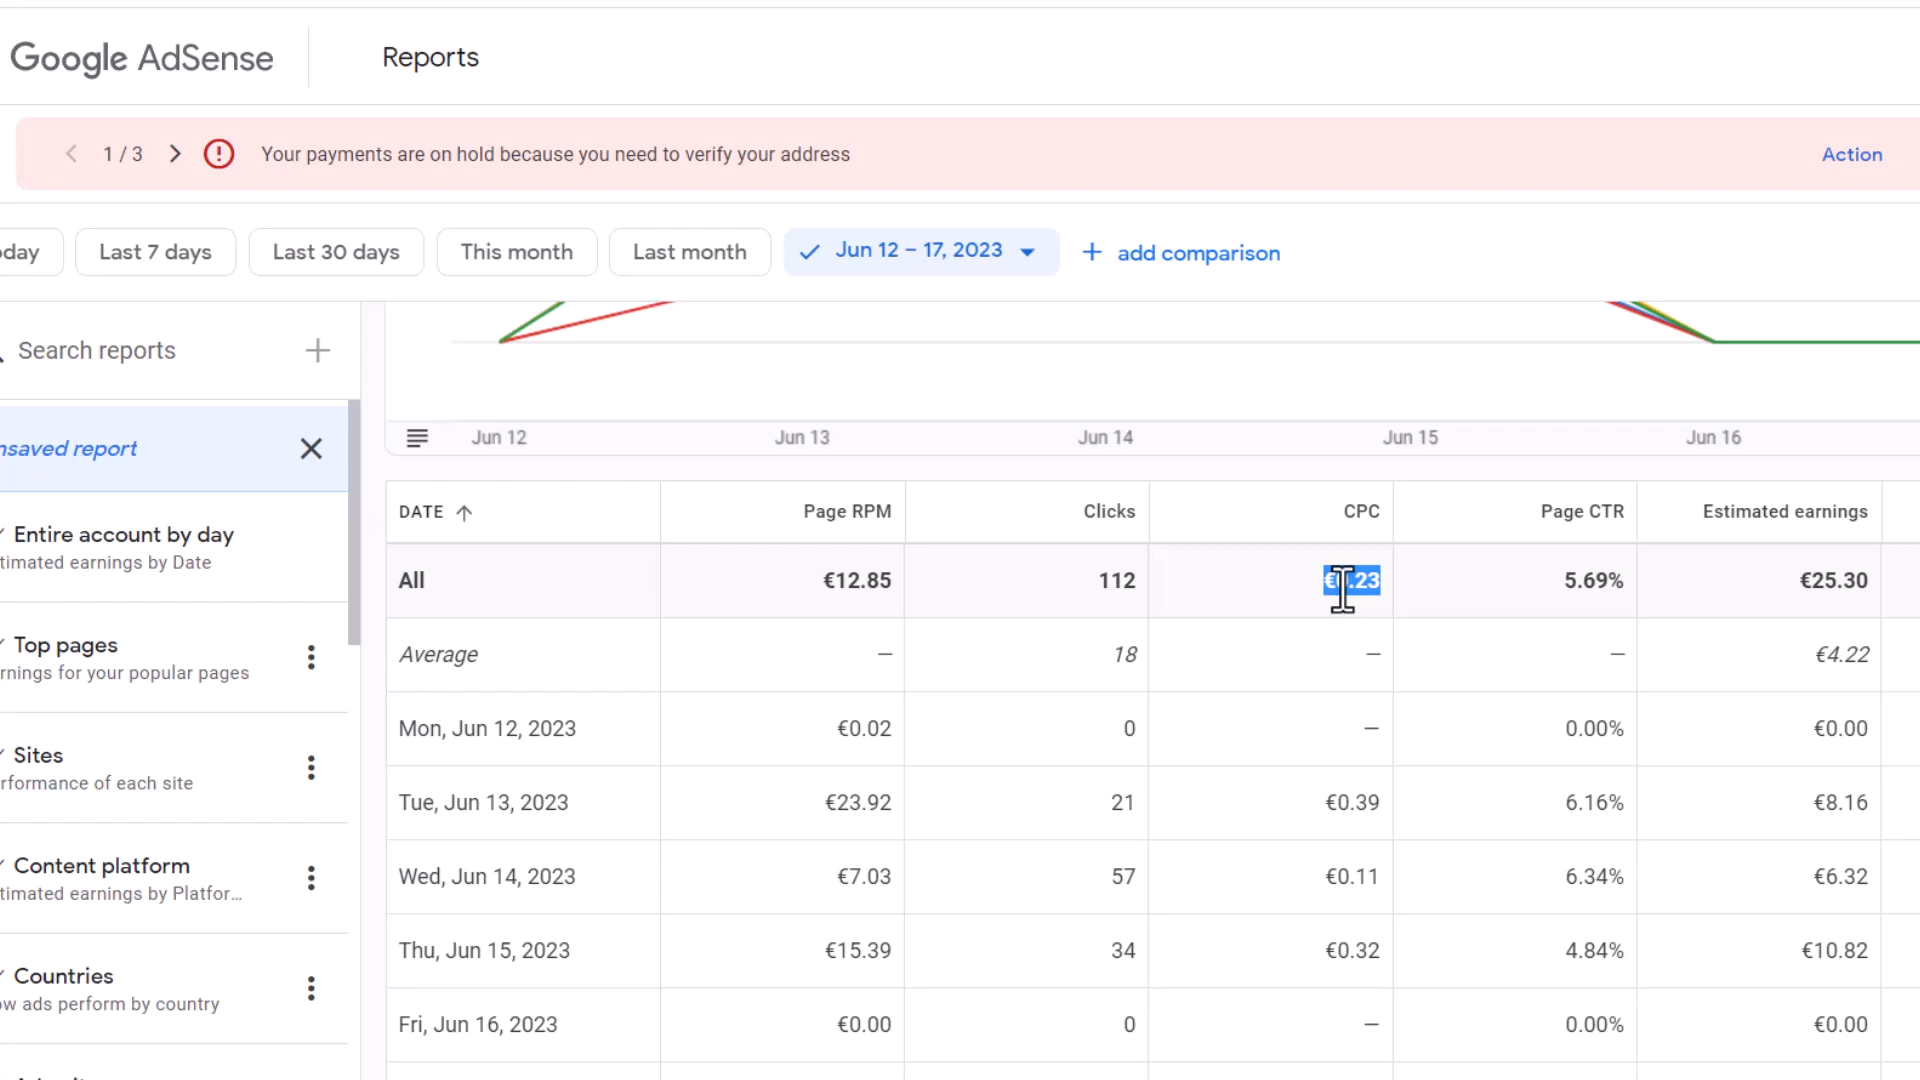 Google AdSense
Reports
1 / 3
Your payments are on hold because you need to verify your address
Action
oday
Last 7 days
Last 30 days
This month
Last month
Jun 12 – 17, 2023
add comparison
Search reports
nsaved report
Entire account by day
timated earnings by Date
Top pages
rnings for your popular pages
Sites
rformance of each site
Content platform
timated earnings by Platfor...
Countries
ow ads perform by country
Jun 12 Jun 13 Jun 14 Jun 15 Jun 16
DATE Page RPM Clicks CPC Page CTR Estimated earnings
All €12.85 112 .23 5.69% €25.30
Average – 18 – – €4.22
Mon, Jun 12, 2023 €0.02 0 – 0.00% €0.00
Tue, Jun 13, 2023 €23.92 21 €0.39 6.16% €8.16
Wed, Jun 14, 2023 €7.03 57 €0.11 6.34% €6.32
Thu, Jun 15, 2023 €15.39 34 €0.32 4.84% €10.82
Fri, Jun 16, 2023 €0.00 0 – 0.00% €0.00